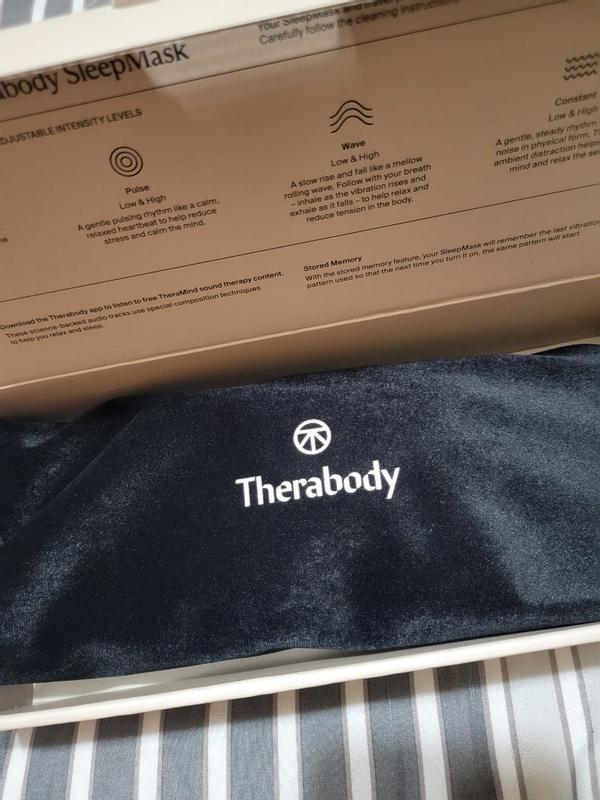 Your SleepMask and travel
Carefully follow the cleaning instructions
body SleepMask
ADJUSTABLE INTENSITY LEVELS
Pulse
Low & High
A gentle pulsing rhythm like a calm,
relaxed heartbeat to help reduce
stress and calm the mind.
Wave
Low & High
A slow rise and fall like a mellow
rolling wave. Follow with your breath
– inhale as the vibration rises and
exhale as it falls – to help relax and
reduce tension in the body.
Constant
Low & High
A gentle, steady rhythm
noise in physical form. T
ambient distraction helps
mind and relax the se
Download the Therabody app to listen to free TheraMind sound therapy content.
These science-backed audio tracks use special composition techniques
to help you relax and sleep.
Stored Memory
With the stored memory feature, your SleepMask will remember the last vibration
pattern used so that the next time you turn it on, the same pattern will start.
Therabody